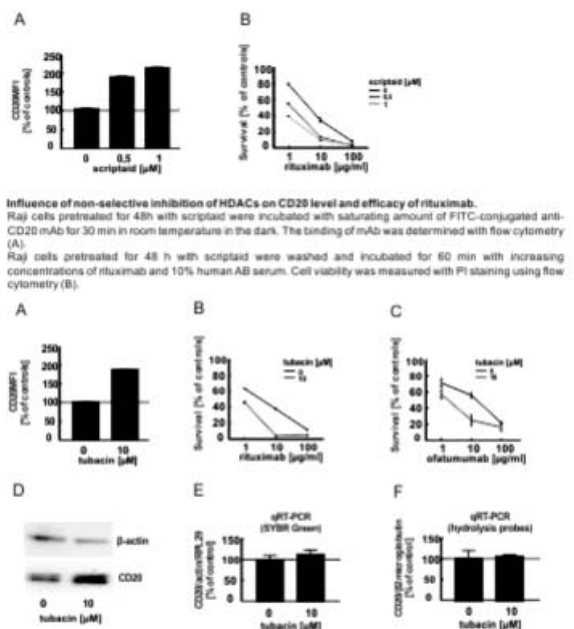 A
B
CD20MFI
[% of controls]
250
200
150
100
50
0
0 0,5 1
scriptaid [µM]
Survival [% of controls]
100
80
60
40
20
0
1 10 100
rituximab [µg/ml]
scriptaid [µM]
0
0,5
1
Influence of non-selective inhibition of HDACs on CD20 level and efficacy of rituximab.
Raji cells pretreated for 48h with scriptaid were incubated with saturating amount of FITC-conjugated anti-
CD20 mAb for 30 min in room temperature in the dark. The binding of mAb was determined with flow cytometry
(A).
Raji cells pretreated for 48 h with scriptaid were washed and incubated for 60 min with increasing
concentrations of rituximab and 10% human AB serum. Cell viability was measured with PI staining using flow
cytometry (B).
A
B
C
CD20MFI
[% of controls]
250
200
150
100
50
0
0 10
tubacin [µM]
Survival [% of controls]
100
80
60
40
20
0
1 10 100
rituximab [µg/ml]
tubacin [µM]
0
10
Survival [% of controls]
100
80
60
40
20
0
1 10 100
ofatumumab [µg/ml]
tubacin [µM]
D
E
F
β-actin
CD20
0 10
tubacin [µM]
qRT-PCR
(SYBR Green)
CD20/actin/RPL29
[% of control]
150
100
50
0
0 10
tubacin [µM]
qRT-PCR
(hydrolysis probes)
[% of control]
150
100
50
0
0 10
tubacin [µM]